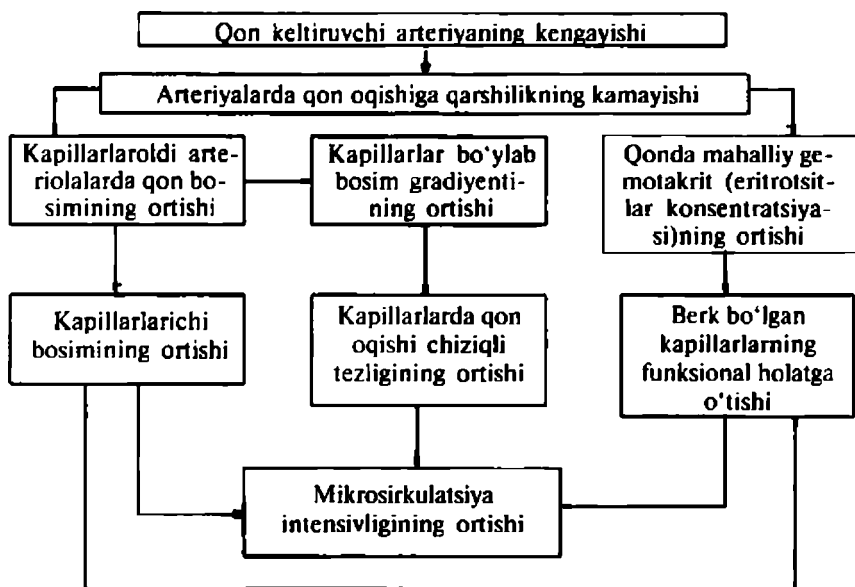 Qon keltiruvchi arteriyaning kengayishi
Arteriyalarda qon oqishiga qarshilikning kamayishi
Kapillarlaroldi arte-
riolalarda qon bo-
simining ortishi
Kapillarlar bo‘ylab
bosim gradiyenti-
ning ortishi
Qonda mahalliy ge-
motakrit (eritrotsit-
lar konsentratsiya-
si)ning ortishi
Kapillarlarichi
bosimining ortishi
Kapillarlarda qon
oqishi chiziqli
tezligining ortishi
Berk bo‘lgan
kapillarlarning
funksional holatga
o‘tishi
Mikrosirkulatsiya
intensivligining ortishi